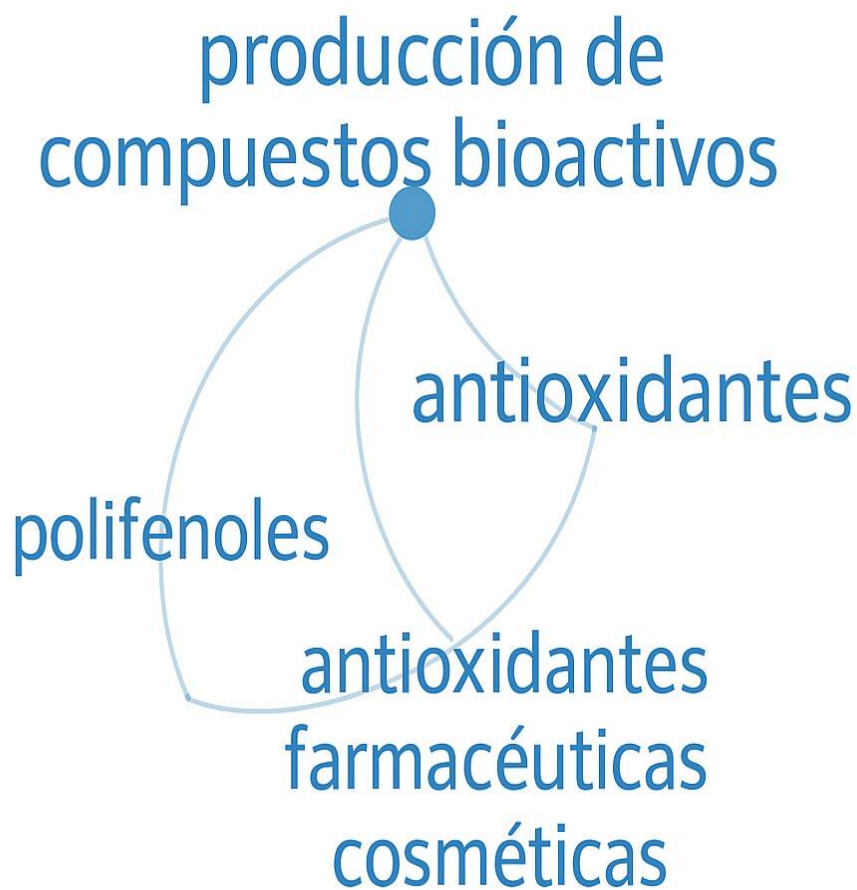 producción de
compuestos bioactivos
antioxidantes
polifenoles
antioxidantes
farmacéuticas
cosméticas